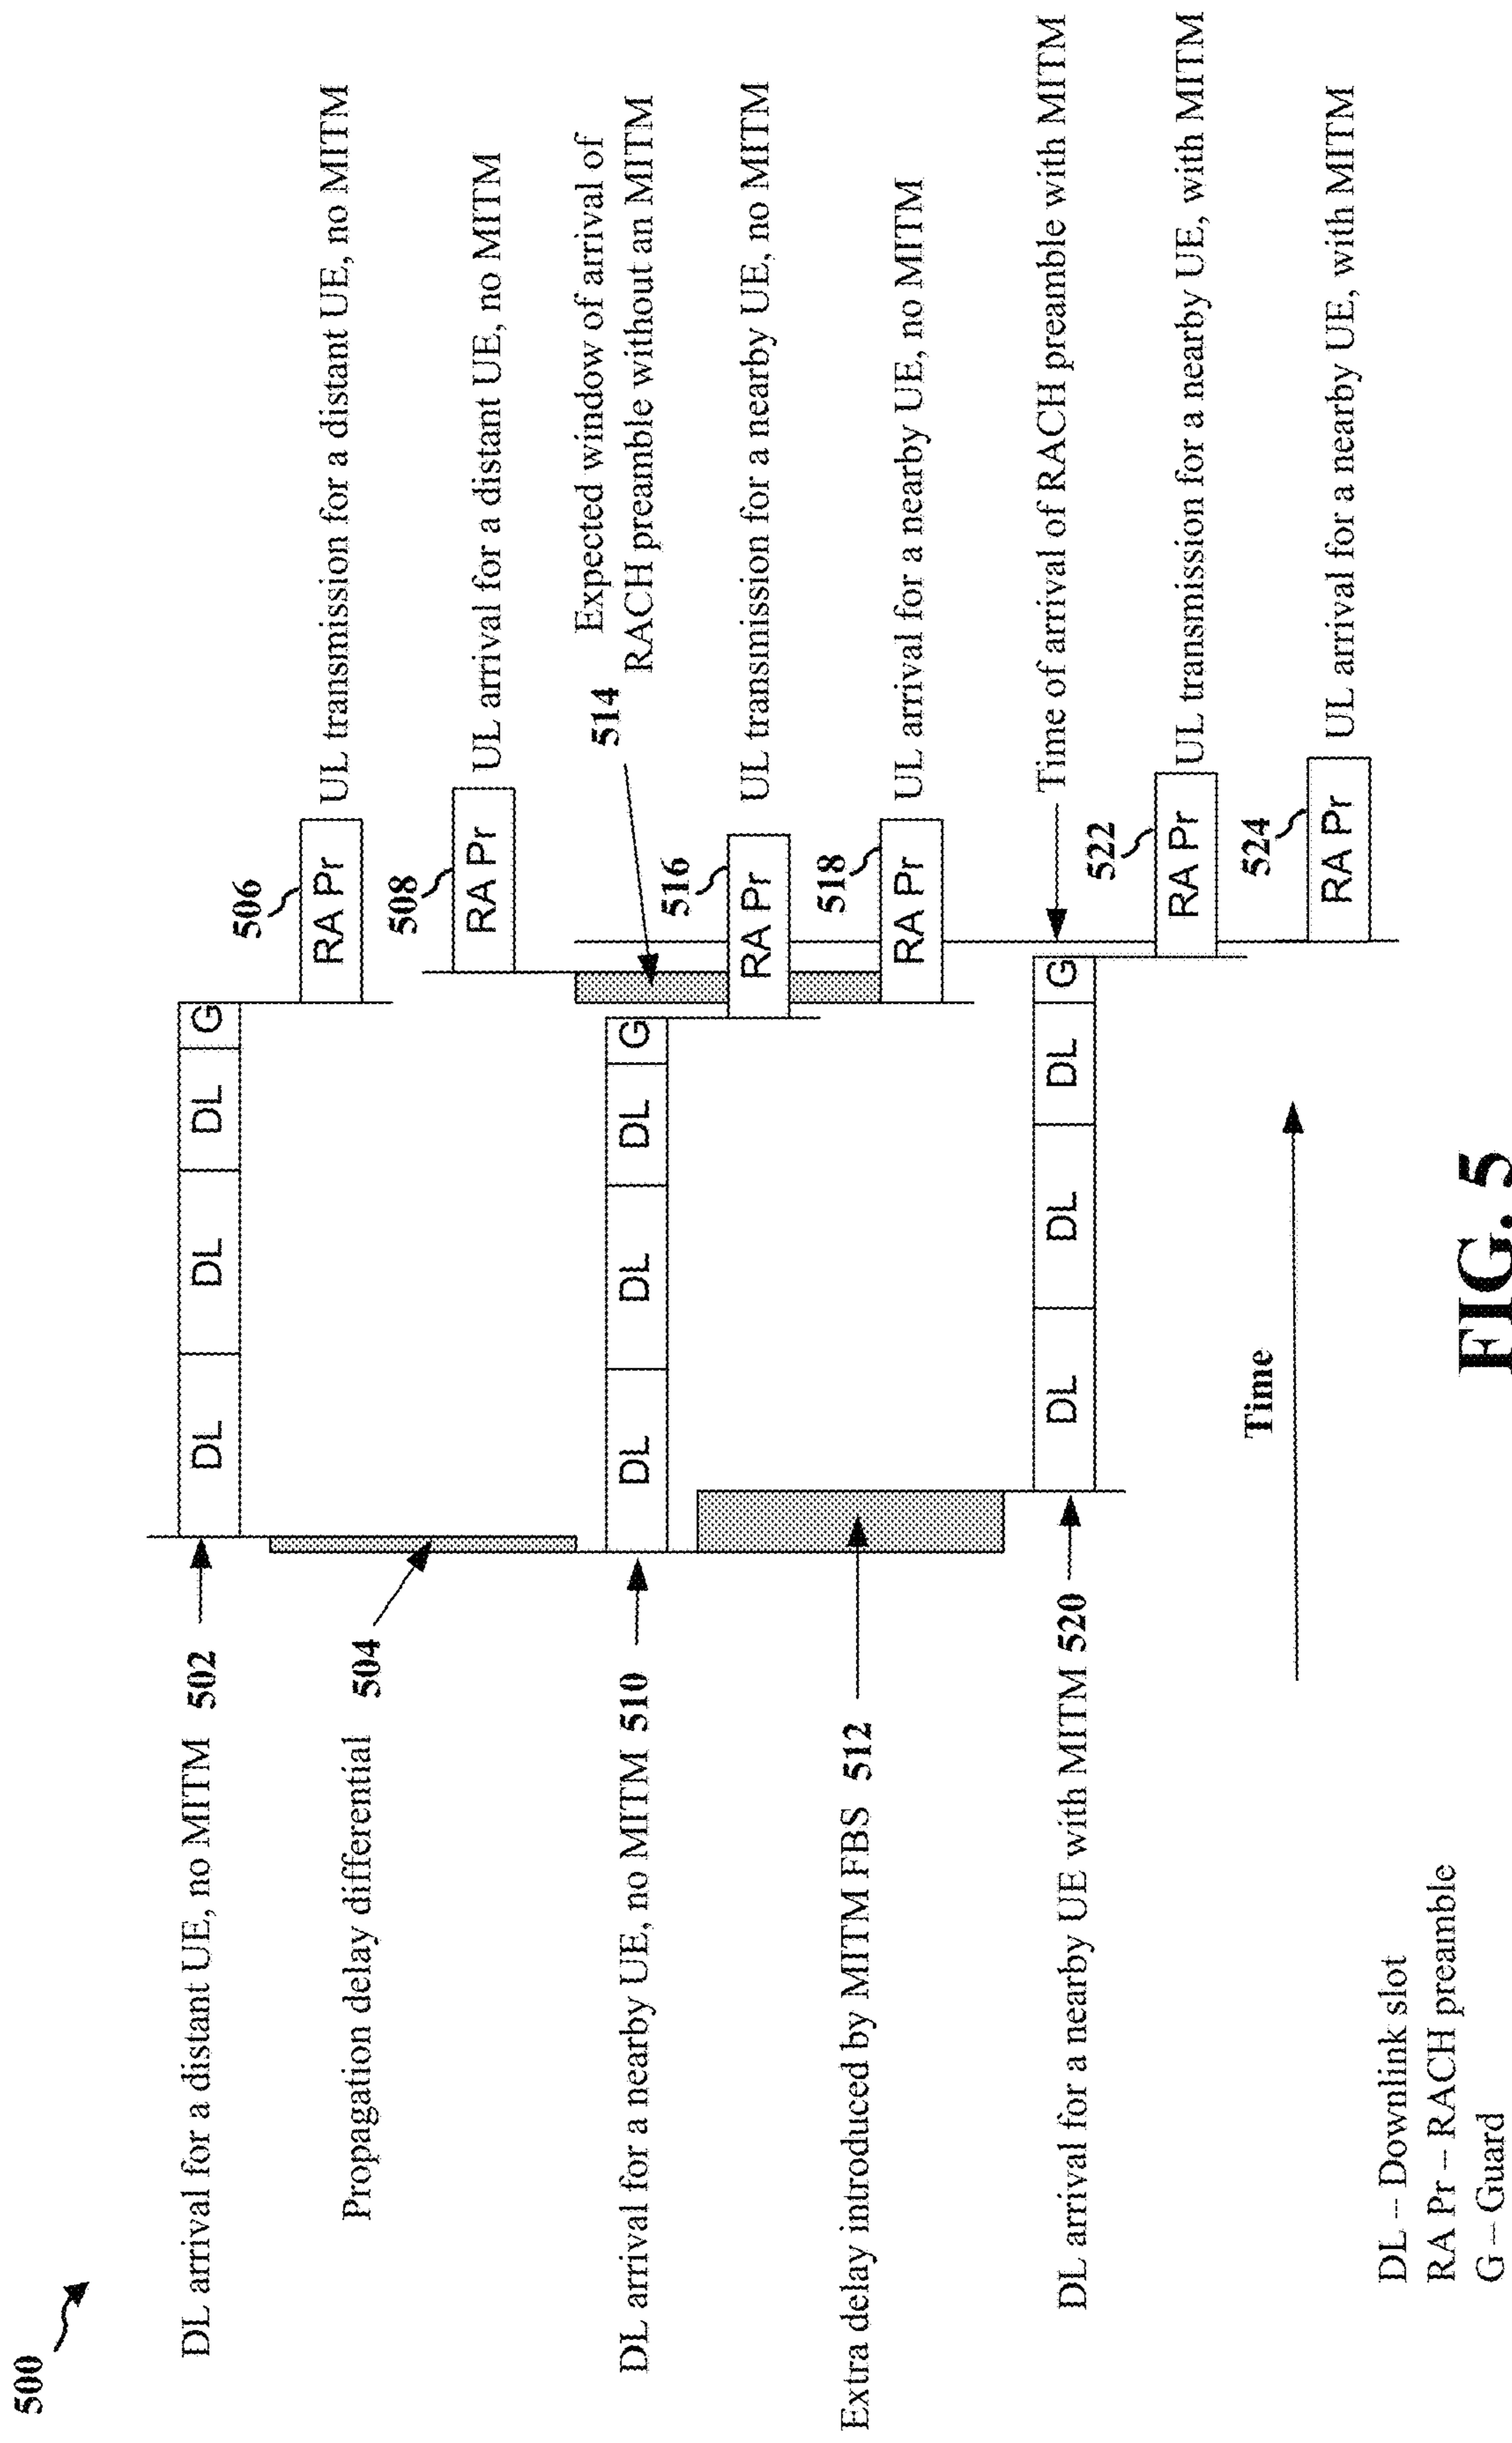 500
DL arrival for a distant UE, no MITM 502
DL
DL
DL
G
506
RA Pr
UL transmission for a distant UE, no MITM
Propagation delay differential 504
508
RA Pr
UL arrival for a distant UE, no MITM
514
Expected window of arrival of
RACH preamble without an MITM
DL arrival for a nearby UE, no MITM 510
DL
DL
DL
G
516
RA Pr
UL transmission for a nearby UE, no MITM
Extra delay introduced by MITM FBS 512
518
RA Pr
UL arrival for a nearby UE, no MITM
DL arrival for a nearby UE with MITM 520
DL
DL
DL
G
Time of arrival of RACH preamble with MITM
522
RA Pr
UL transmission for a nearby UE, with MITM
Time
524
RA Pr
UL arrival for a nearby UE, with MITM
DL -- Downlink slot
RA Pr – RACH preamble
G – Guard
FIG. 5